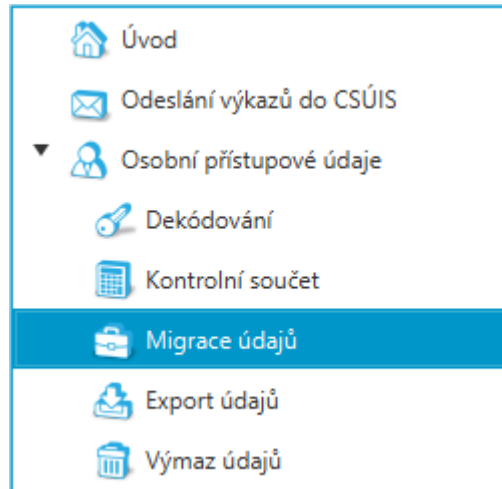 Úvod
Odeslání výkazů do CSÚIS
Osobní přístupové údaje
Dekódování
Kontrolní součet
Migrace údajů
Export údajů
Výmaz údajů